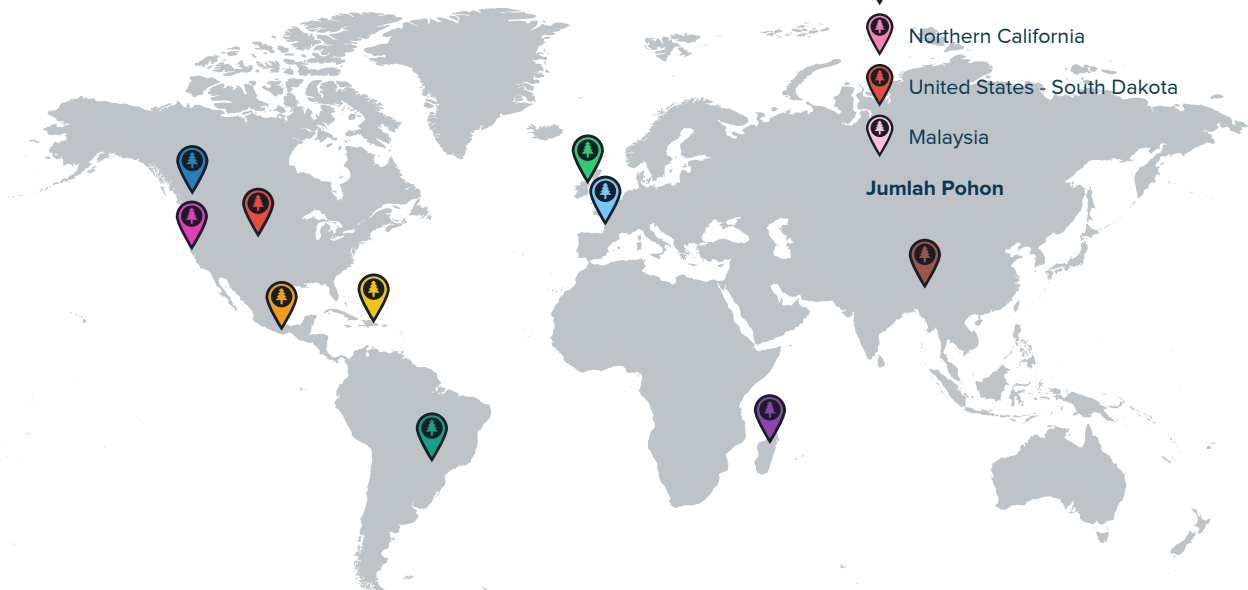 Northern California
United States - South Dakota
Malaysia
Jumlah Pohon